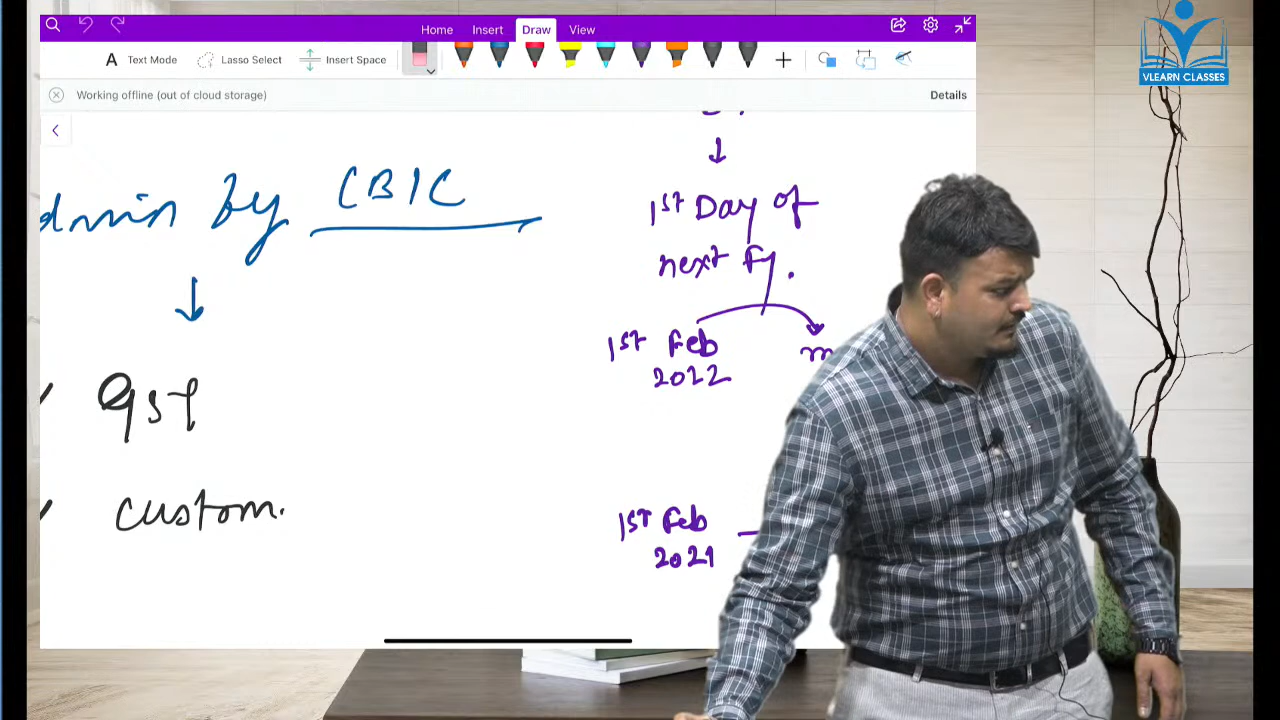 Home Insert Draw View
A Text Mode Lasso Select Insert Space
Working offline (out of cloud storage) Details
VLEARN CLASSES
by CBIC
gst
custom.
1st Day of
next Fy.
1st Feb
2022
1st Feb
2021